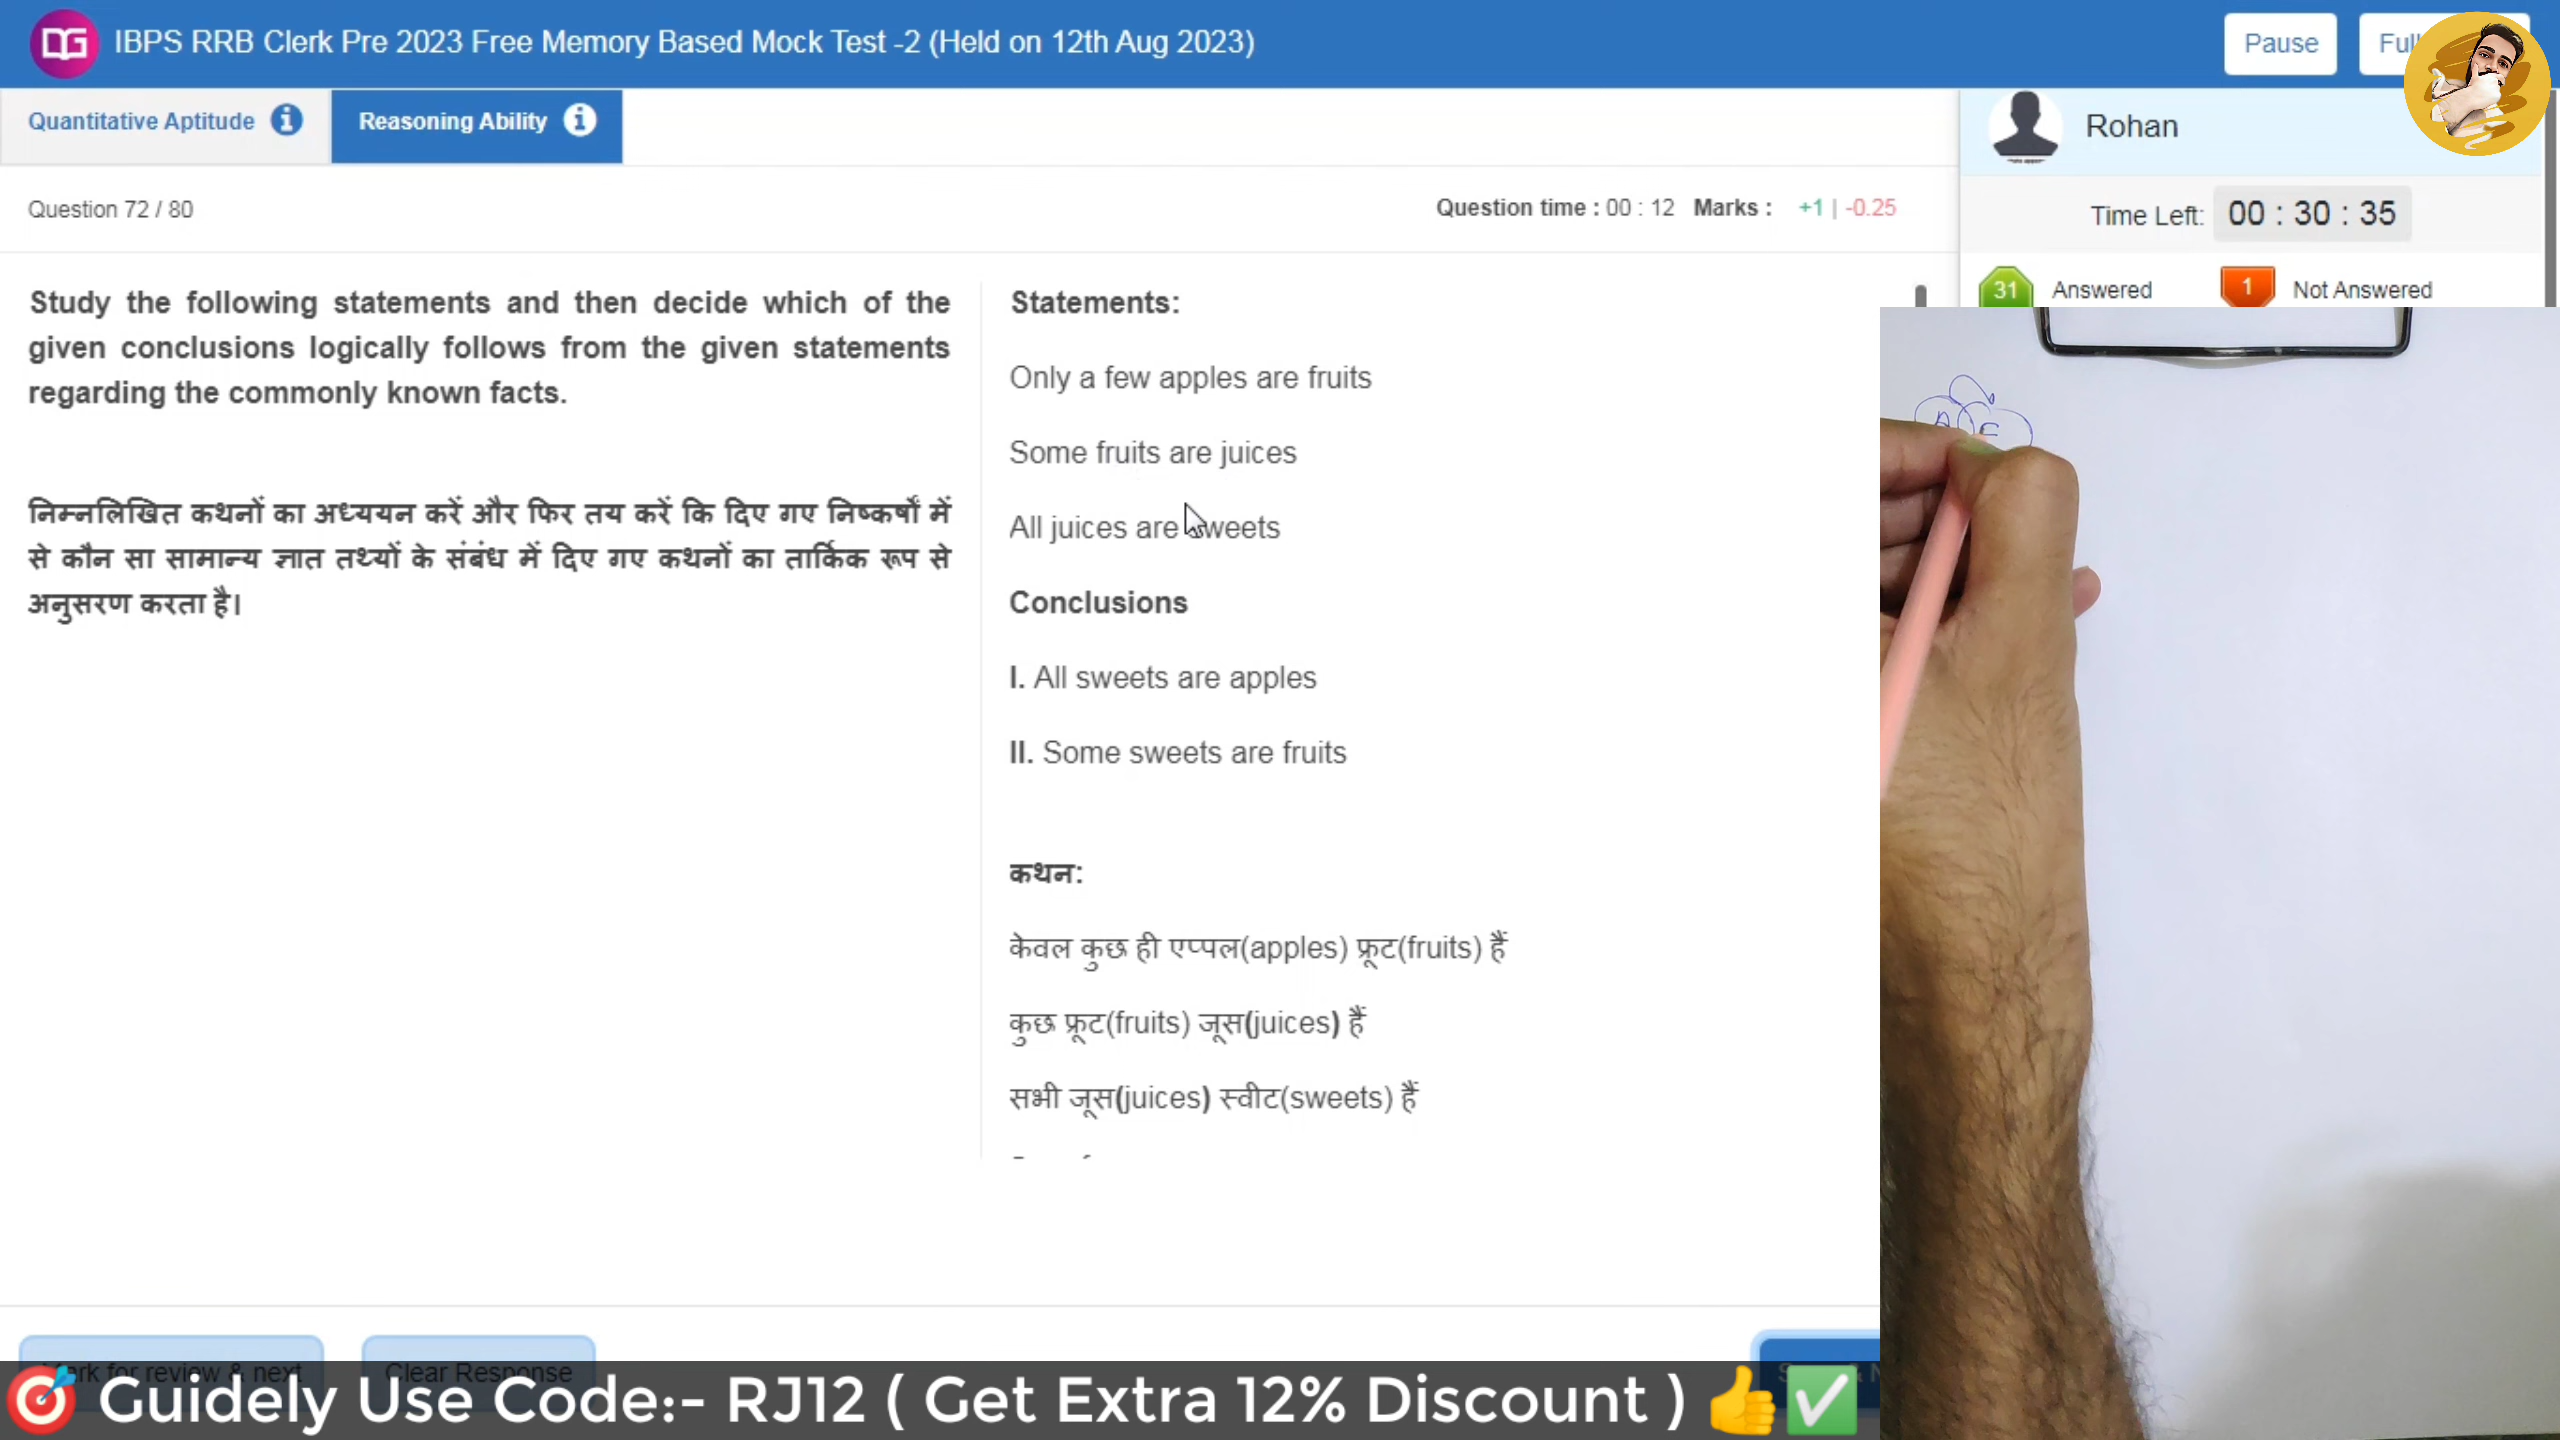 DG IBPS RRB Clerk Pre 2023 Free Memory Based Mock Test -2 (Held on 12th Aug 2023)
Pause
Ful
Quantitative Aptitude i
Reasoning Ability i
Rohan
Question 72 / 80
Question time : 00 : 12 Marks : +1 | -0.25
Time Left: 00 : 30 : 35
31 Answered
1 Not Answered
Study the following statements and then decide which of the
given conclusions logically follows from the given statements
regarding the commonly known facts.
निम्नलिखित कथनों का अध्ययन करें और फिर तय करें कि दिए गए निष्कर्षों में
से कौन सा सामान्य ज्ञात तथ्यों के संबंध में दिए गए कथनों का तार्किक रूप से
अनुसरण करता है।
Statements:
Only a few apples are fruits
Some fruits are juices
All juices are sweets
Conclusions
I. All sweets are apples
II. Some sweets are fruits
कथन:
केवल कुछ ही एप्पल(apples) फ्रूट(fruits) हैं
कुछ फ्रूट(fruits) जूस(juices) हैं
सभी जूस(juices) स्वीट(sweets) हैं
A
Mark for review & next
Clear Response
Guidely Use Code:- RJ12 ( Get Extra 12% Discount )